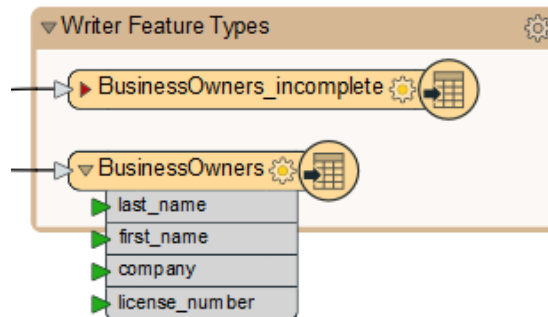 Writer Feature Types
BusinessOwners_incomplete
BusinessOwners
last_name
first_name
company
license_number